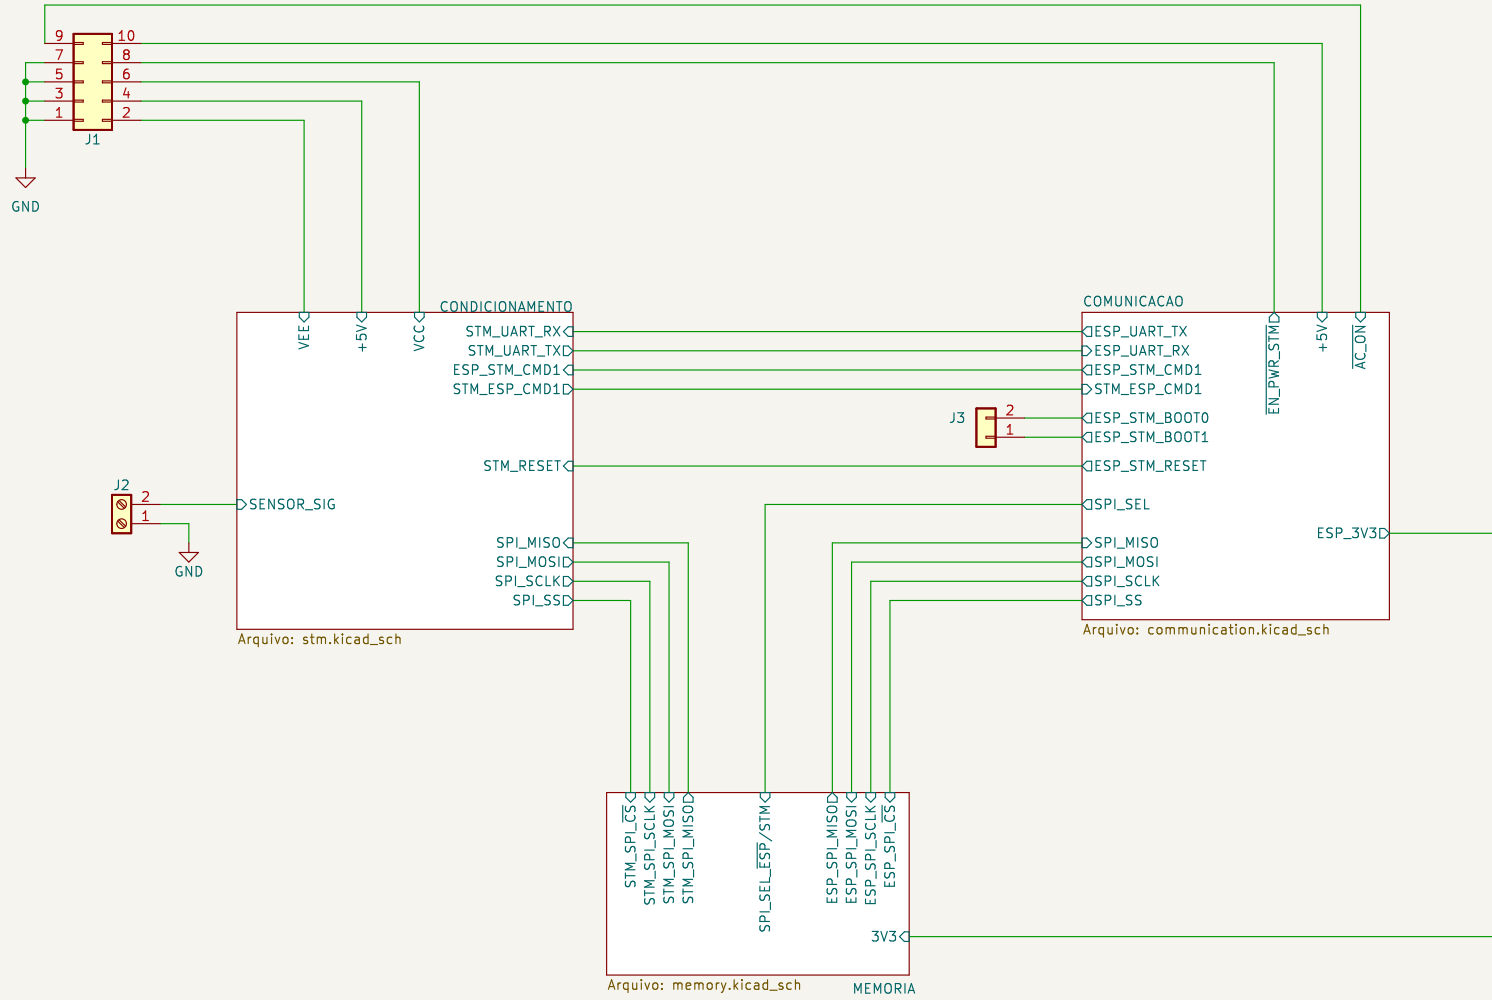 9 10
7 8
5 6
3 4
1 2
J1
GND
CONDICIONAMENTO
VEE
+5V
VCC
STM_UART_RX
STM_UART_TX
ESP_STM_CMD1
STM_ESP_CMD1
STM_RESET
SENSOR_SIG
SPI_MISO
SPI_MOSI
SPI_SCLK
SPI_SS
Arquivo: stm.kicad_sch
J2
2
1
GND
J3
2
1
COMUNICACAO
ESP_UART_TX
ESP_UART_RX
ESP_STM_CMD1
STM_ESP_CMD1
ESP_STM_BOOT0
ESP_STM_BOOT1
ESP_STM_RESET
SPI_SEL
SPI_MISO
SPI_MOSI
SPI_SCLK
SPI_SS
EN_PWR_STM
+5V
AC_ON
ESP_3V3
Arquivo: communication.kicad_sch
STM_SPI_CS
STM_SPI_SCLK
STM_SPI_MOSI
STM_SPI_MISO
SPI_SEL_ESP/STM
ESP_SPI_MISO
ESP_SPI_MOSI
ESP_SPI_SCLK
ESP_SPI_CS
3V3
Arquivo: memory.kicad_sch
MEMORIA